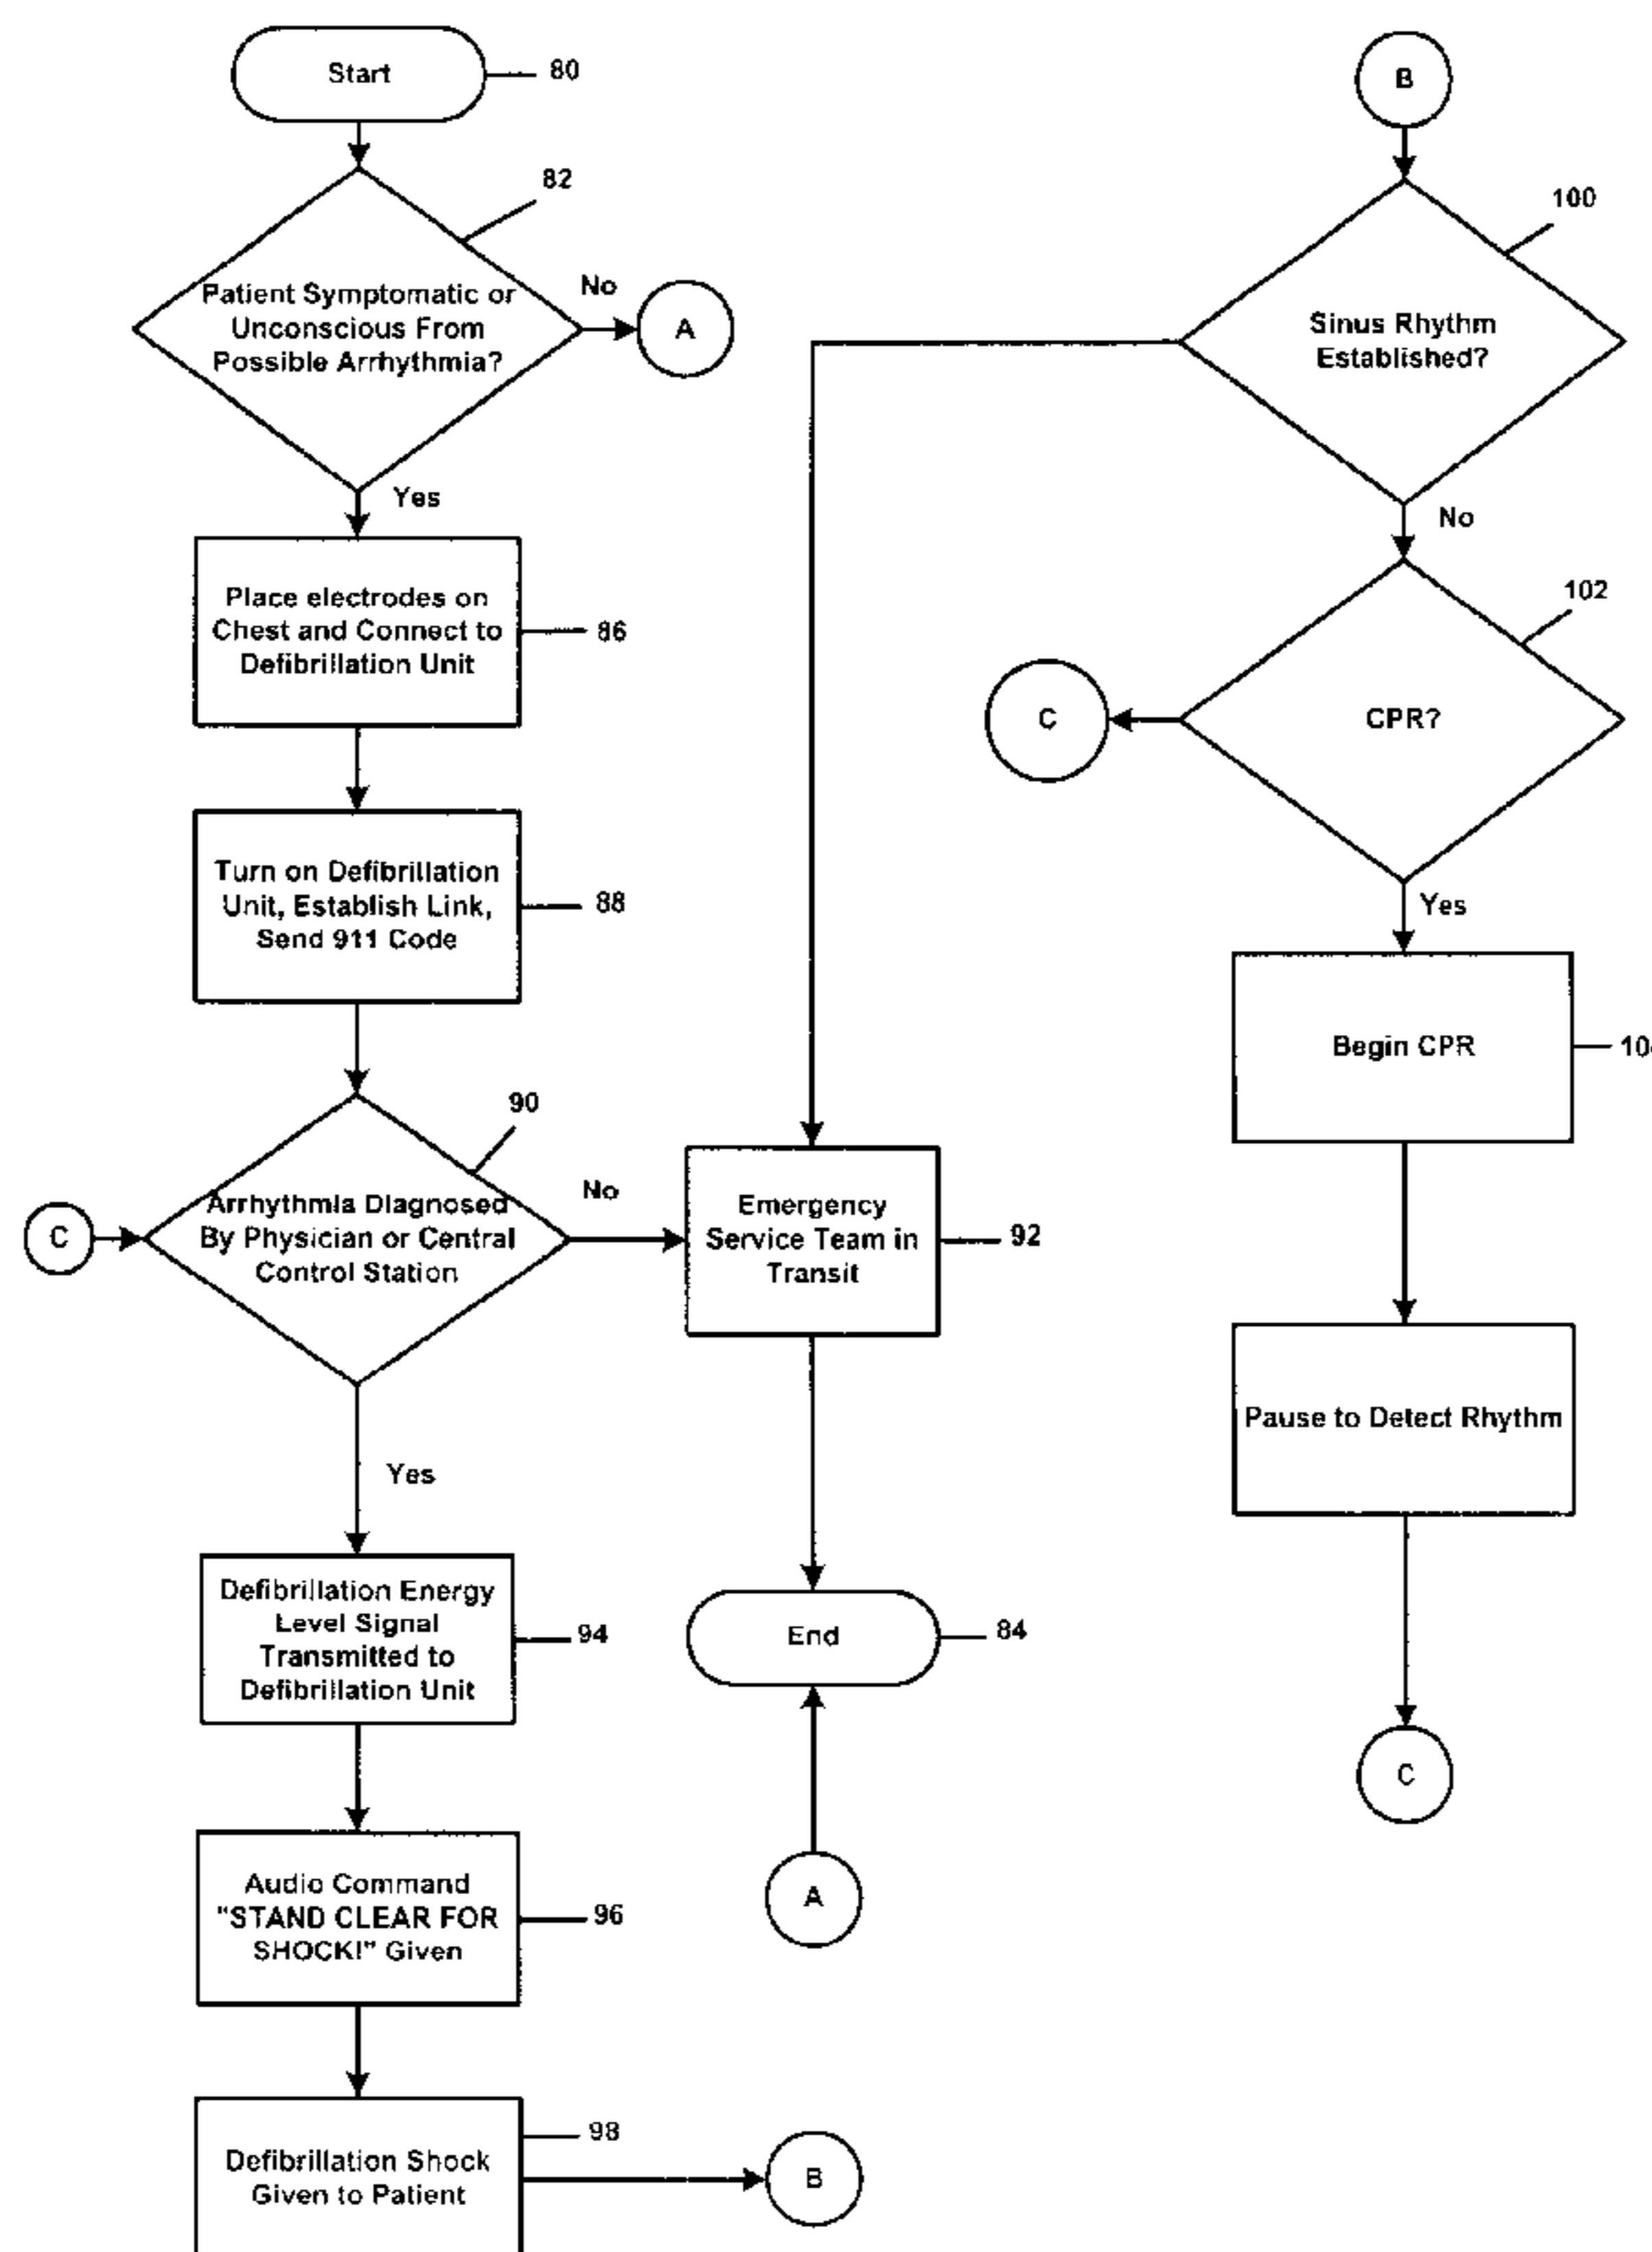 Start
80
82
Patient Symptomatic or
Unconscious From
Possible Arrhythmia?
No
A
Yes
Place electrodes on
Chest and Connect to
Defibrillation Unit
86
Turn on Defibrillation
Unit, Establish Link,
Send 911 Code
88
90
C
Arrhythmia Diagnosed
By Physician or Central
Control Station
No
Emergency
Service Team in
Transit
92
Yes
Defibrillation Energy
Level Signal
Transmitted to
Defibrillation Unit
94
End
84
A
Audio Command
"STAND CLEAR FOR
SHOCK!" Given
96
Defibrillation Shock
Given to Patient
98
B
B
100
Sinus Rhythm
Established?
No
102
CPR?
C
Yes
Begin CPR
Pause to Detect Rhythm
C